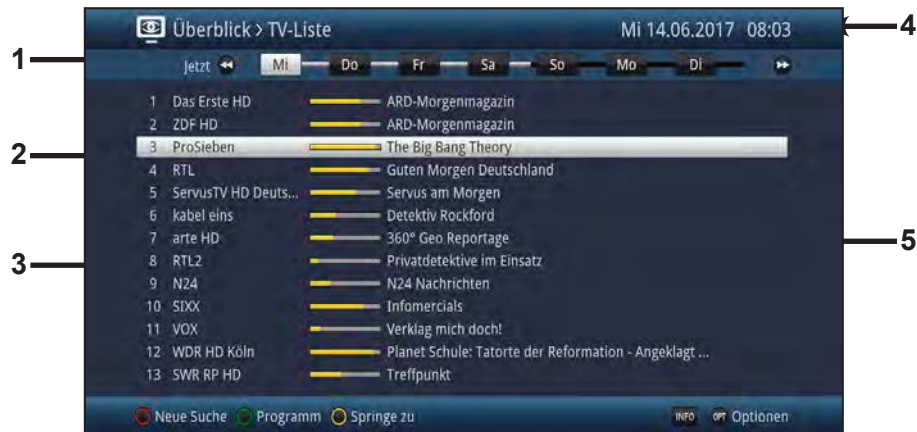 Überblick > TV-Liste Mi 14.06.2017 08:03
4
1
Jetzt Mi Do Fr Sa So Mo Di
1 Das Erste HD ARD-Morgenmagazin
2 ZDF HD ARD-Morgenmagazin
2
3 ProSieben The Big Bang Theory
4 RTL Guten Morgen Deutschland
5 ServusTV HD Deuts... Servus am Morgen
6 kabel eins Detektiv Rockford
7 arte HD 360° Geo Reportage
5
3
8 RTL2 Privatdetektive im Einsatz
9 N24 N24 Nachrichten
10 SIXX Infomercials
11 VOX Verklag mich doch!
12 WDR HD Köln Planet Schule: Tatorte der Reformation - Angeklagt ...
13 SWR RP HD Treffpunkt
Neue Suche Programm Springe zu INFO OPT Optionen